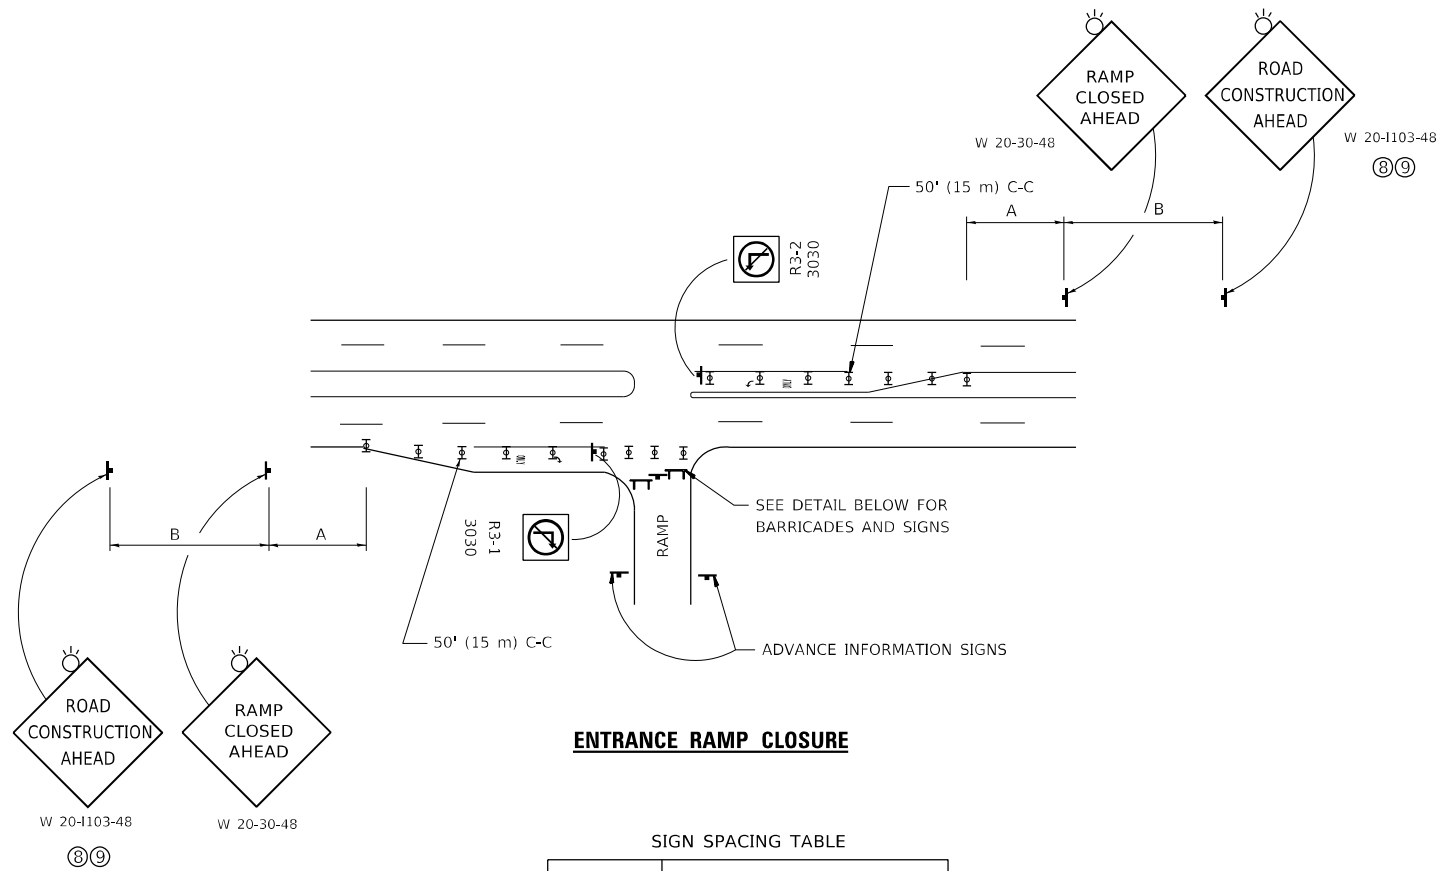 RAMP
CLOSED
AHEAD
W 20-30-48
ROAD
CONSTRUCTION
AHEAD
W 20-I103-48
⑧⑨
50' (15 m) C-C
A
B
R3-2
3030
ONLY
ONLY
B
A
R3-1
3030
RAMP
SEE DETAIL BELOW FOR
BARRICADES AND SIGNS
50' (15 m) C-C
ADVANCE INFORMATION SIGNS
ROAD
CONSTRUCTION
AHEAD
W 20-I103-48
⑧⑨
RAMP
CLOSED
AHEAD
W 20-30-48
ENTRANCE RAMP CLOSURE
SIGN SPACING TABLE